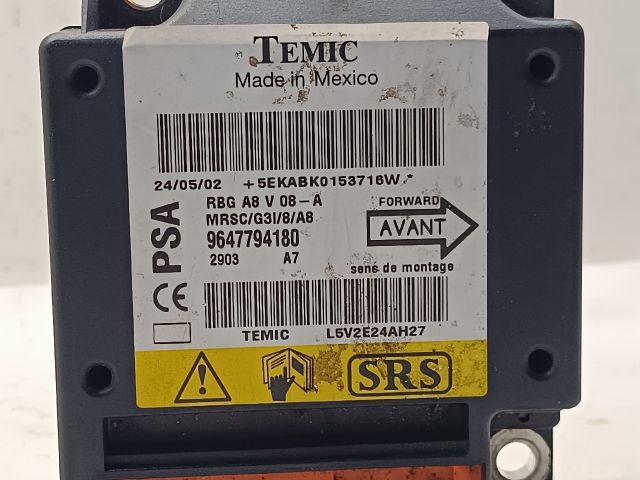 TEMIC
Made in Mexico
24/05/02 +5EKABK0153716W.*
PSA
RBG A8 V 08-A
MRSC/G3I/8/A8
9647794180
2903 A7
FORWARD
AVANT
sens de montage
CE
TEMIC L5V2E24AH27
SRS